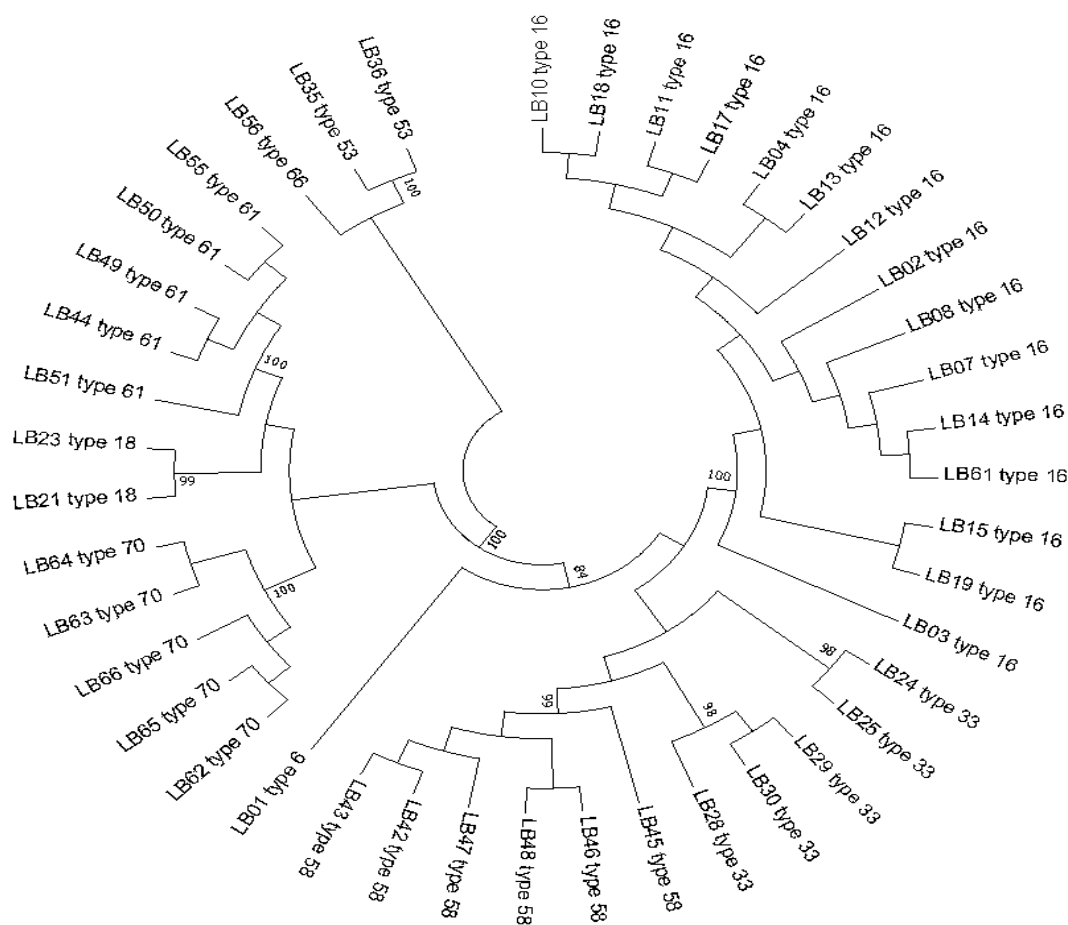 LB10 type 16
LB18 type 16
LB11 type 16
LB17 type 16
LB04 type 16
LB13 type 16
LB12 type 16
LB02 type 16
LB08 type 16
LB07 type 16
LB14 type 16
LB61 type 16
LB15 type 16
LB19 type 16
LB03 type 16
LB24 type 33
LB25 type 33
LB29 type 33
LB30 type 33
LB28 type 33
LB45 type 58
LB46 type 58
LB48 type 58
LB47 type 58
LB42 type 58
LB43 type 58
LB01 type 6
LB62 type 70
LB65 type 70
LB66 type 70
LB63 type 70
LB64 type 70
LB21 type 18
LB23 type 18
LB51 type 61
LB44 type 61
LB49 type 61
LB50 type 61
LB55 type 61
LB56 type 66
LB35 type 53
LB36 type 53
100
100
99
100
100
84
100
98
98
99